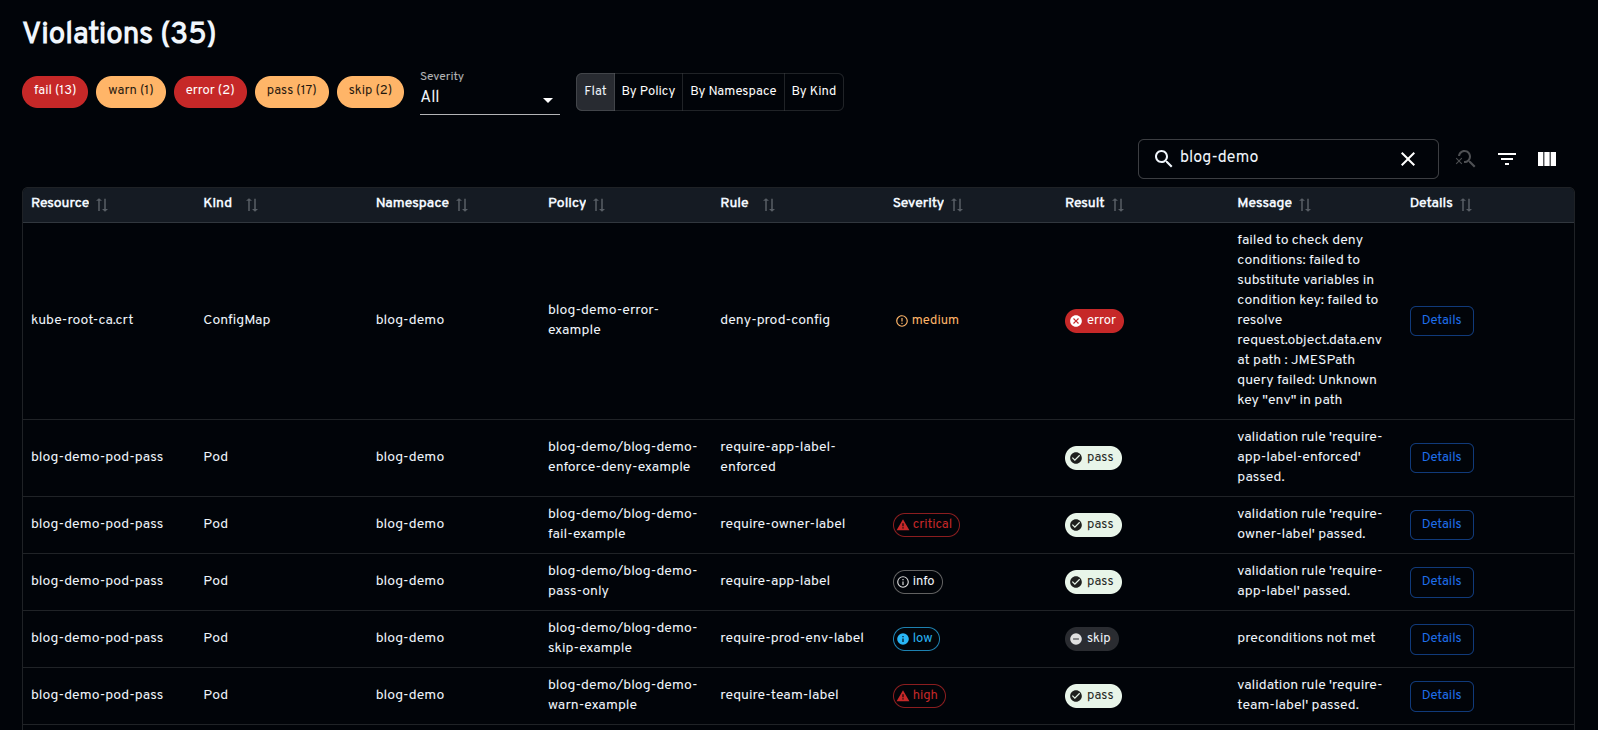 Violations (35)
fail (13) warn (1) error (2) pass (17) skip (2)
Severity
All
Flat By Policy By Namespace By Kind
blog-demo
Resource Kind Namespace Policy Rule Severity Result Message Details
kube-root-ca.crt
ConfigMap
blog-demo
blog-demo-error-
example
deny-prod-config
medium
error
failed to check deny
conditions: failed to
substitute variables in
condition key: failed to
resolve
request.object.data.env
at path : JMESPath
query failed: Unknown
key "env" in path
Details
blog-demo-pod-pass
Pod
blog-demo
blog-demo/blog-demo-
enforce-deny-example
require-app-label-
enforced
pass
validation rule 'require-
app-label-enforced'
passed.
Details
blog-demo-pod-pass
Pod
blog-demo
blog-demo/blog-demo-
fail-example
require-owner-label
critical
pass
validation rule 'require-
owner-label' passed.
Details
blog-demo-pod-pass
Pod
blog-demo
blog-demo/blog-demo-
pass-only
require-app-label
info
pass
validation rule 'require-
app-label' passed.
Details
blog-demo-pod-pass
Pod
blog-demo
blog-demo/blog-demo-
skip-example
require-prod-env-label
low
skip
preconditions not met
Details
blog-demo-pod-pass
Pod
blog-demo
blog-demo/blog-demo-
warn-example
require-team-label
high
pass
validation rule 'require-
team-label' passed.
Details